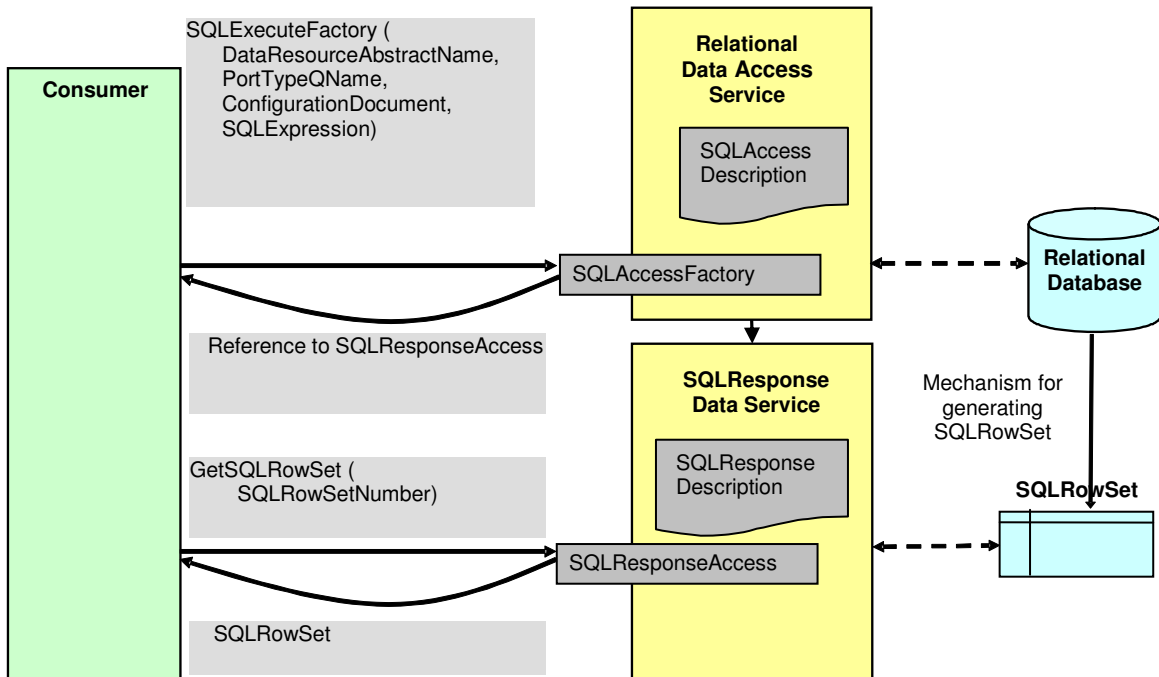 SQLExecuteFactory (
DataResourceAbstractName,
PortTypeQName,
ConfigurationDocument,
SQLExpression)
Consumer
Relational
Data Access
Service
SQLAccess
Description
SQLAccessFactory
Relational
Database
Reference to SQLResponseAccess
SQLResponse
Data Service
Mechanism for
generating
SQLRowSet
GetSQLRowSet (
SQLRowSetNumber)
SQLResponse
Description
SQLRowSet
SQLResponseAccess
SQLRowSet